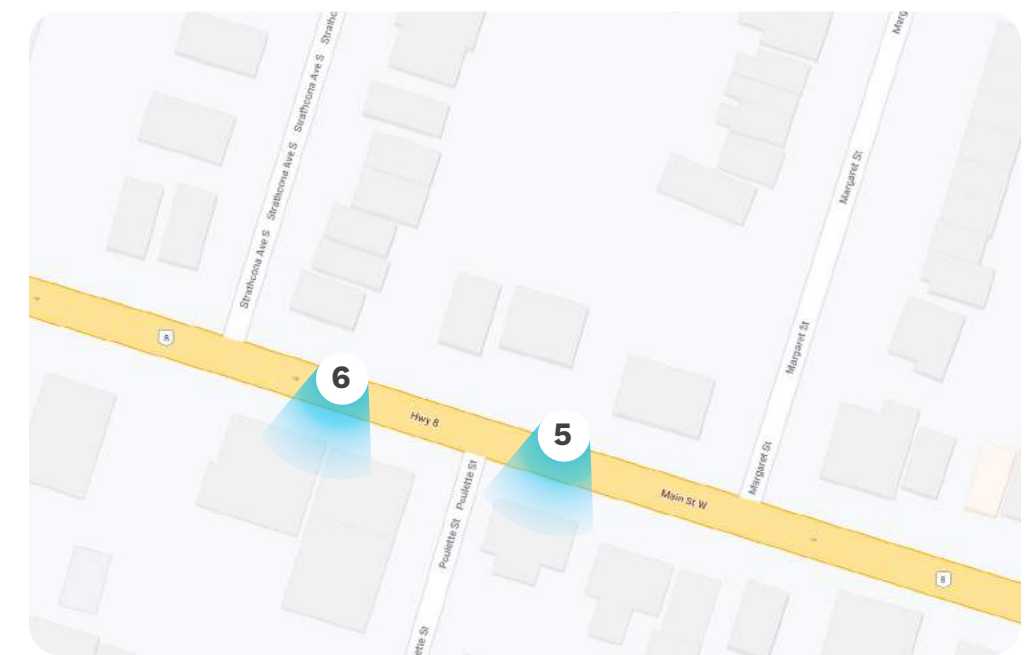 Strathc
Strathcona Ave S
Strathcona Ave S
Strathcona Ave S
Marg
Margaret St
Margaret St
Margaret St
8
6
Hwy 8
5
Poulette St
Poulette St
Main St W
8
ette St